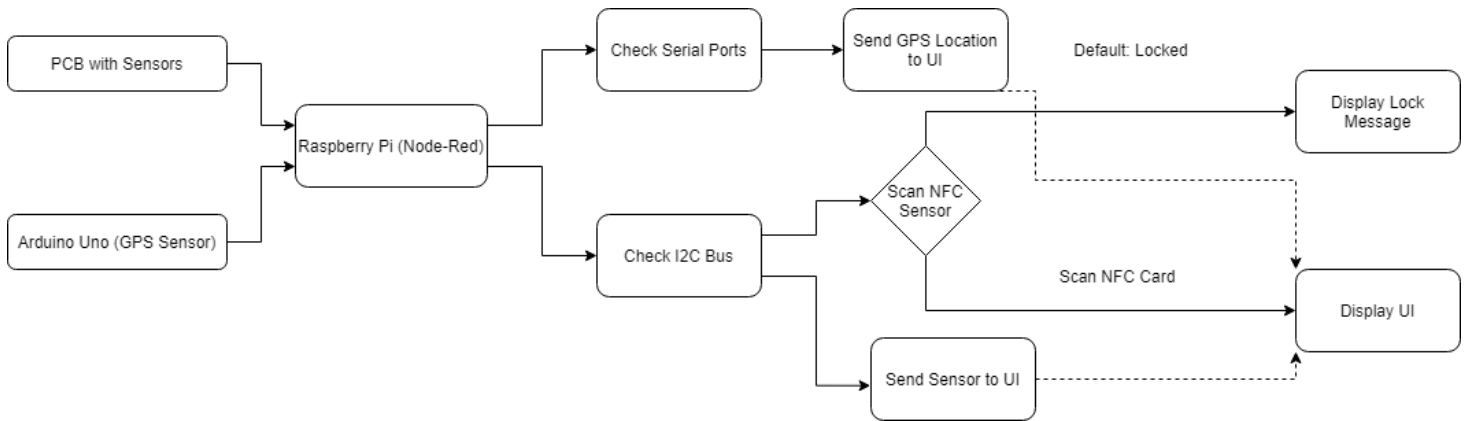 PCB with Sensors
Arduino Uno (GPS Sensor)
Raspberry Pi (Node-Red)
Check Serial Ports
Check I2C Bus
Send GPS Location
to UI
Scan NFC
Sensor
Send Sensor to UI
Default: Locked
Scan NFC Card
Display Lock
Message
Display UI